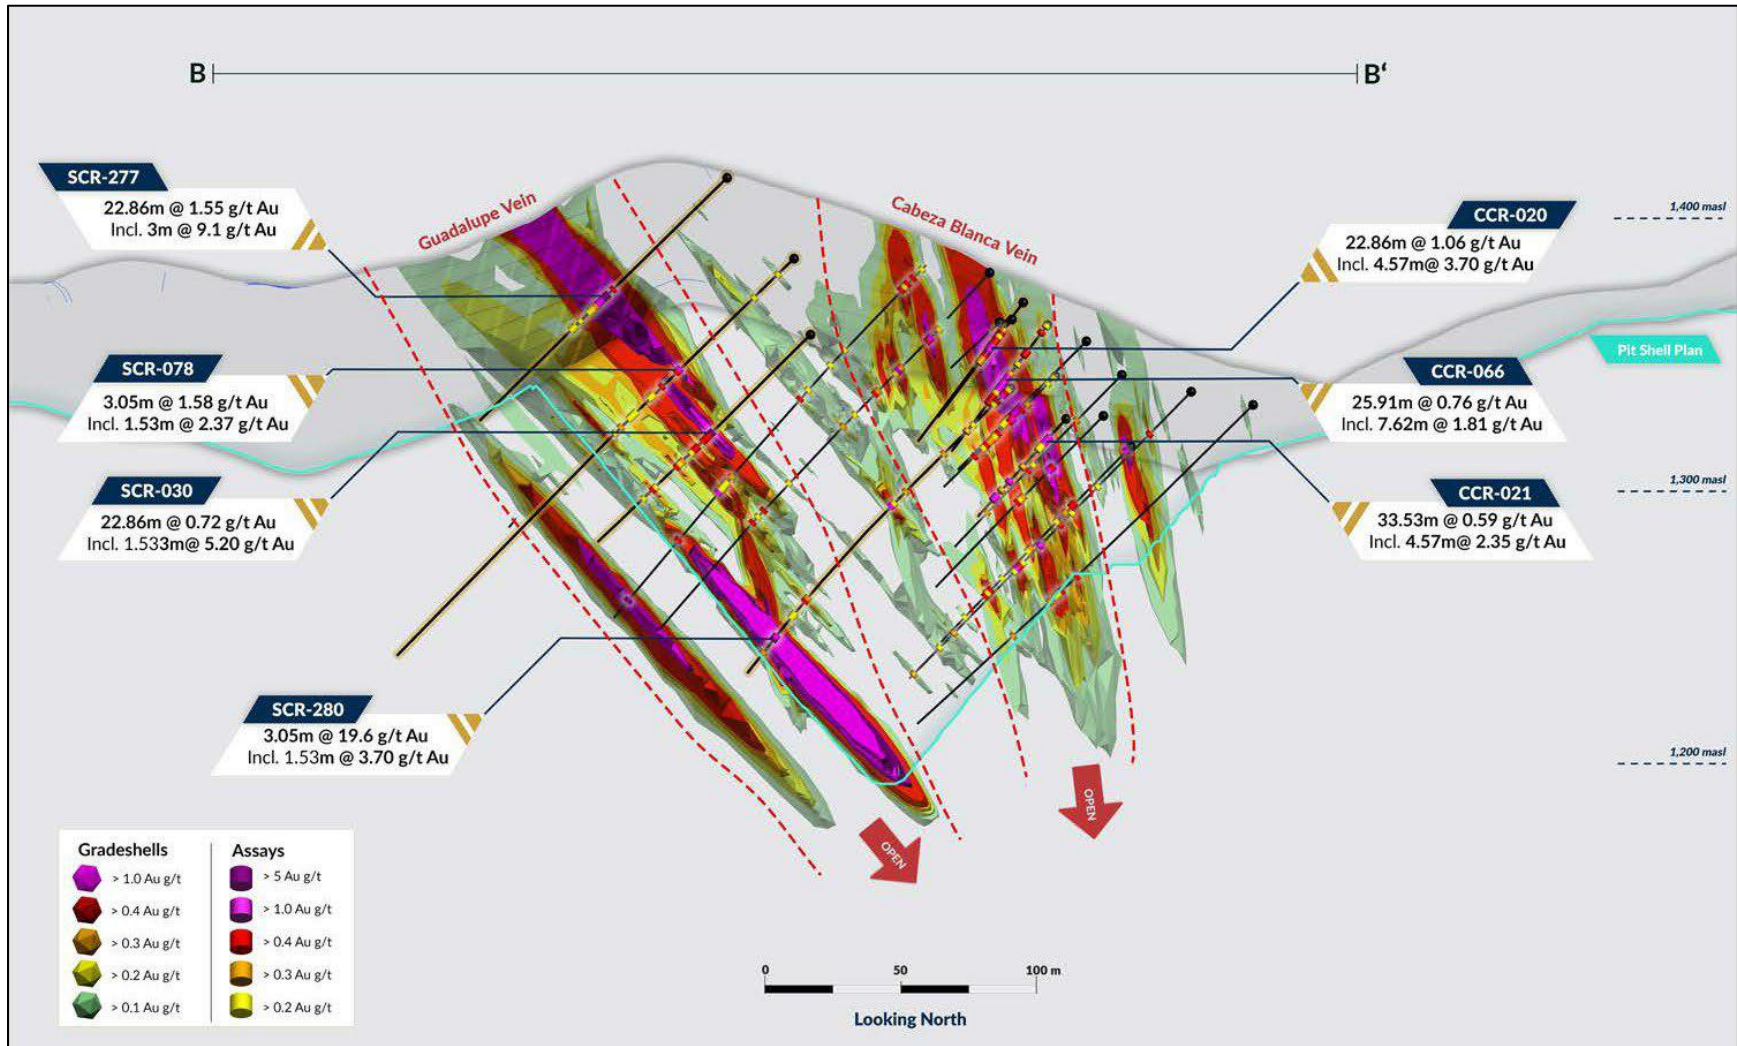 B
B‘
SCR-277
22.86m @ 1.55 g/t Au
Incl. 3m @ 9.1 g/t Au
Guadalupe Vein
Cabeza Blanca Vein
CCR-020
22.86m @ 1.06 g/t Au
Incl. 4.57m@ 3.70 g/t Au
1,400 masl
SCR-078
3.05m @ 1.58 g/t Au
Incl. 1.53m @ 2.37 g/t Au
Pit Shell Plan
CCR-066
25.91m @ 0.76 g/t Au
Incl. 7.62m @ 1.81 g/t Au
SCR-030
22.86m @ 0.72 g/t Au
Incl. 1.533m@ 5.20 g/t Au
1,300 masl
CCR-021
33.53m @ 0.59 g/t Au
Incl. 4.57m@ 2.35 g/t Au
SCR-280
3.05m @ 19.6 g/t Au
Incl. 1.53m @ 3.70 g/t Au
1,200 masl
OPEN
OPEN
Gradeshells
> 1.0 Au g/t
> 0.4 Au g/t
> 0.3 Au g/t
> 0.2 Au g/t
> 0.1 Au g/t
Assays
> 5 Au g/t
> 1.0 Au g/t
> 0.4 Au g/t
> 0.3 Au g/t
> 0.2 Au g/t
0 50 100 m
Looking North